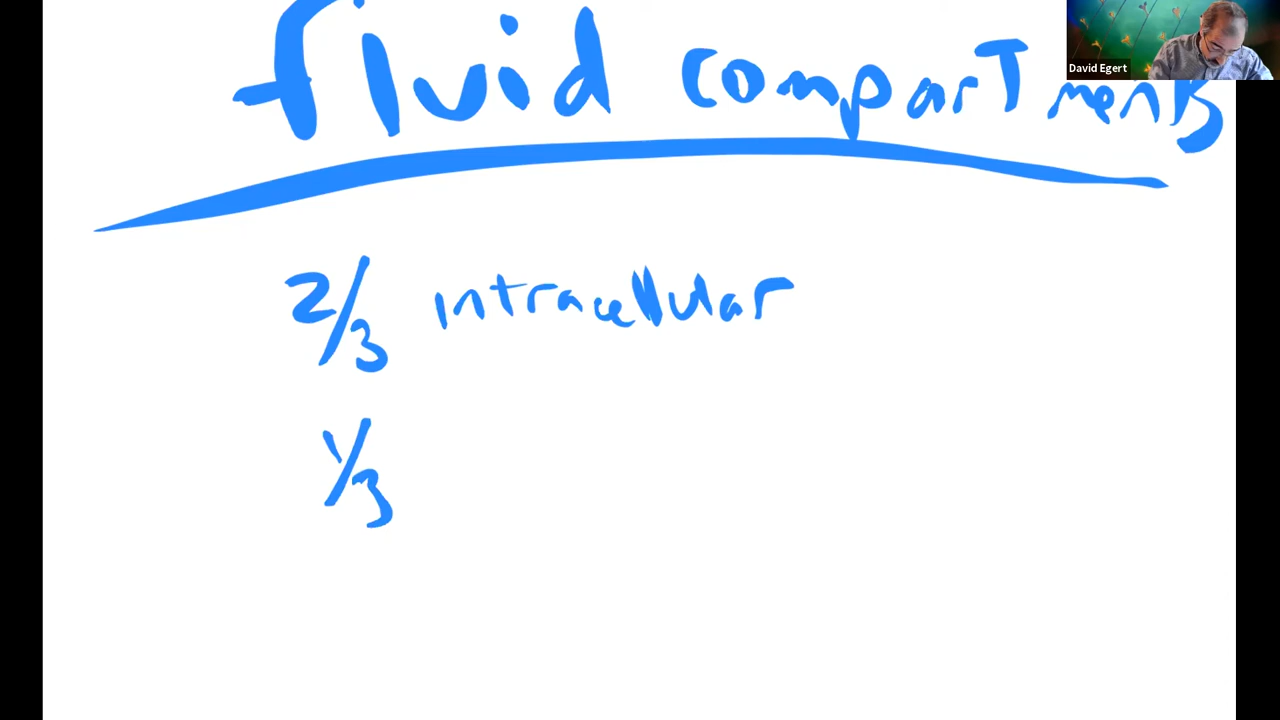 fluid compartments
David Egert
2/3 intracellular
1/3